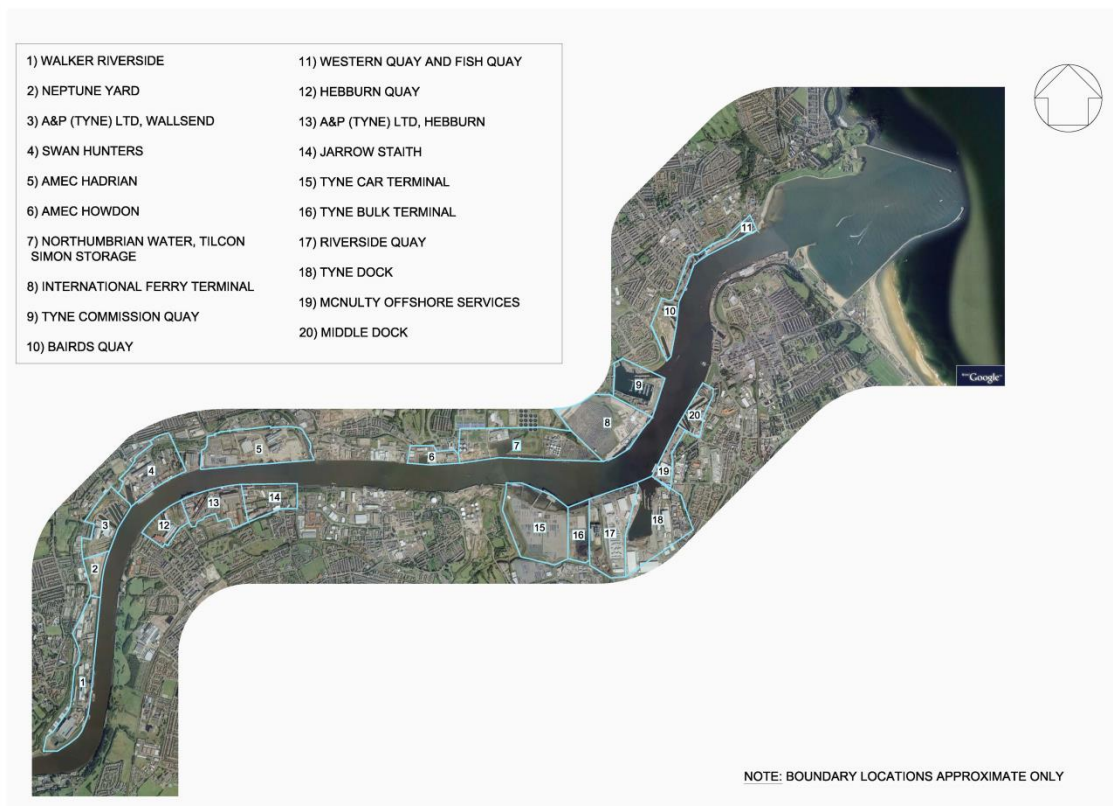 1) WALKER RIVERSIDE
2) NEPTUNE YARD
3) A&P (TYNE) LTD, WALLSEND
4) SWAN HUNTERS
5) AMEC HADRIAN
6) AMEC HOWDON
7) NORTHUMBRIAN WATER, TILCON
SIMON STORAGE
8) INTERNATIONAL FERRY TERMINAL
9) TYNE COMMISSION QUAY
10) BAIRDS QUAY
11) WESTERN QUAY AND FISH QUAY
12) HEBBURN QUAY
13) A&P (TYNE) LTD, HEBBURN
14) JARROW STAITH
15) TYNE CAR TERMINAL
16) TYNE BULK TERMINAL
17) RIVERSIDE QUAY
18) TYNE DOCK
19) MCNULTY OFFSHORE SERVICES
20) MIDDLE DOCK
11
10
9
Google
8
20
7
5
6
4
19
14
13
3
12
15
16
17
18
2
1
NOTE: BOUNDARY LOCATIONS APPROXIMATE ONLY